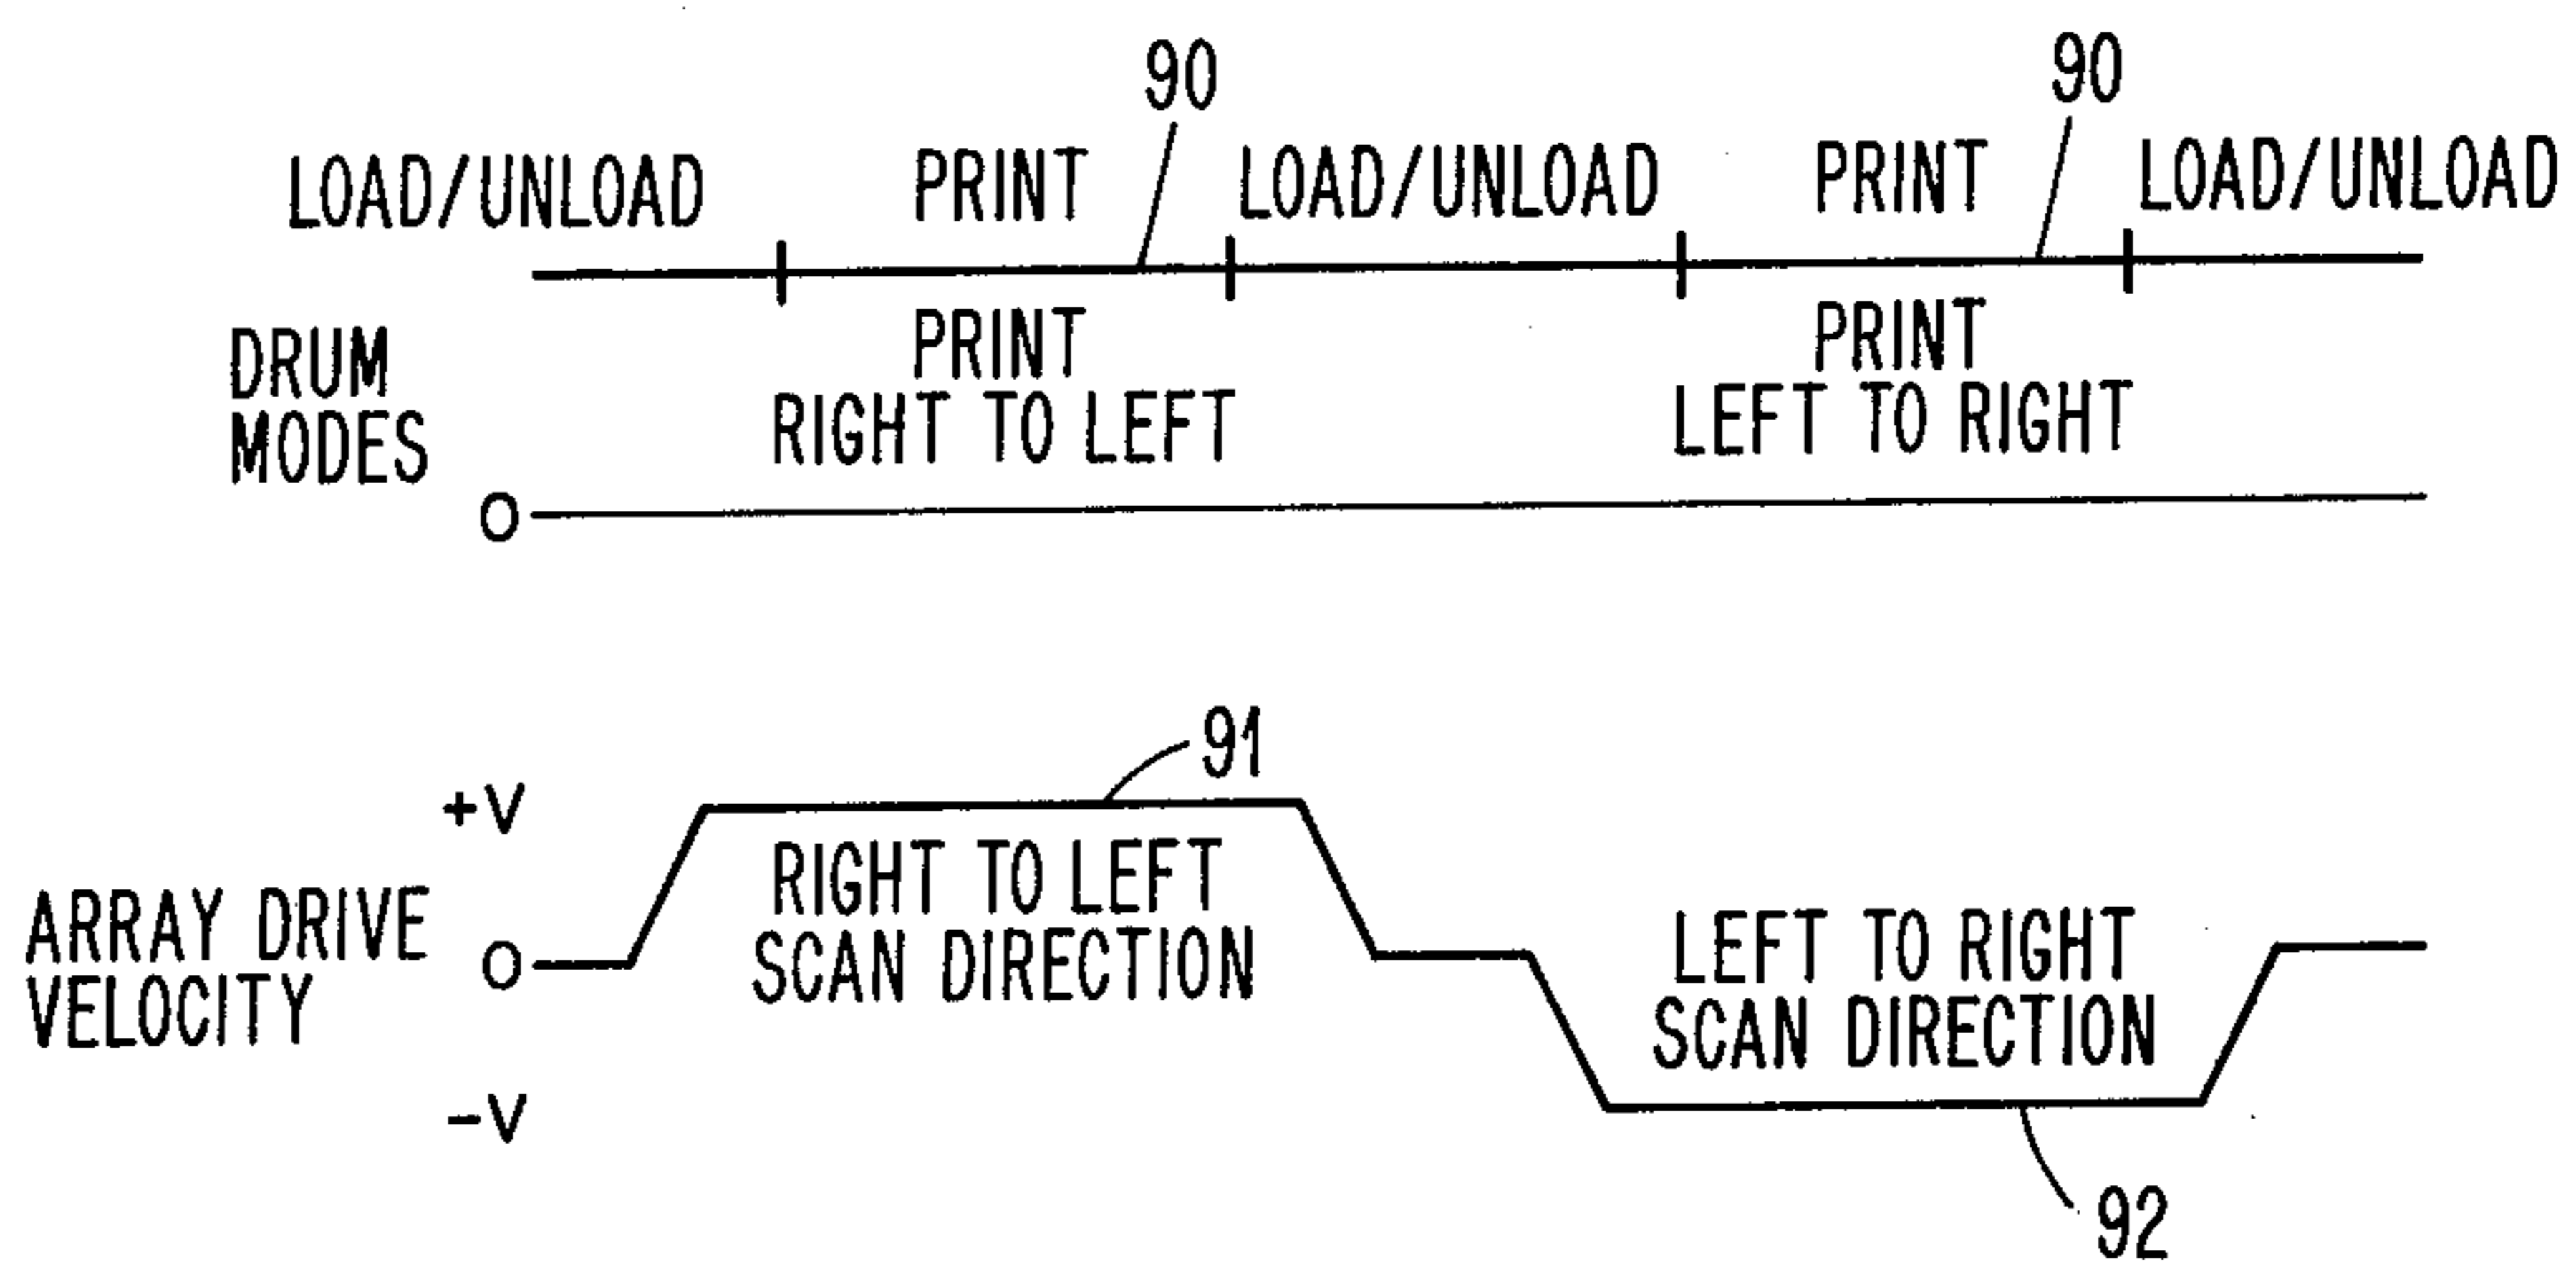 90 90
LOAD/UNLOAD PRINT LOAD/UNLOAD PRINT LOAD/UNLOAD
DRUM
MODES
PRINT
RIGHT TO LEFT
PRINT
LEFT TO RIGHT
0
91
+V
RIGHT TO LEFT
SCAN DIRECTION
ARRAY DRIVE
VELOCITY
0
LEFT TO RIGHT
SCAN DIRECTION
-V
92